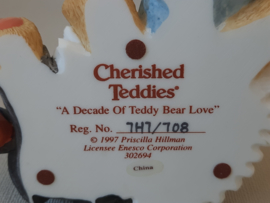 Cherished
Teddies®
"A Decade Of Teddy Bear Love"
Reg. No. 7H7/708
© 1997 Priscilla Hillman
Licensee Enesco Corporation
302694
China